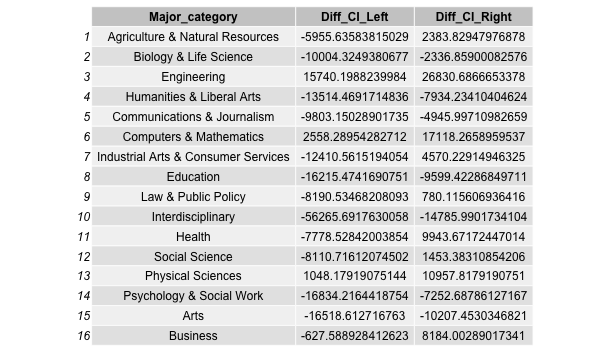 Major_category Diff_CI_Left Diff_CI_Right
1 Agriculture & Natural Resources -5955.63583815029 2383.82947976878
2 Biology & Life Science -10004.3249380677 -2336.85900082576
3 Engineering 15740.1988239984 26830.6866653378
4 Humanities & Liberal Arts -13514.4691714836 -7934.23410404624
5 Communications & Journalism -9803.15028901735 -4945.99710982659
6 Computers & Mathematics 2558.28954282712 17118.2658959537
7 Industrial Arts & Consumer Services -12410.5615194054 4570.22914946325
8 Education -16215.4741690751 -9599.42286849711
9 Law & Public Policy -8190.53468208093 780.115606936416
10 Interdisciplinary -56265.6917630058 -14785.9901734104
11 Health -7778.52842003854 9943.67172447014
12 Social Science -8110.71612074502 1453.38310854206
13 Physical Sciences 1048.17919075144 10957.8179190751
14 Psychology & Social Work -16834.2164418754 -7252.68786127167
15 Arts -16518.612716763 -10207.4530346821
16 Business -627.588928412623 8184.00289017341